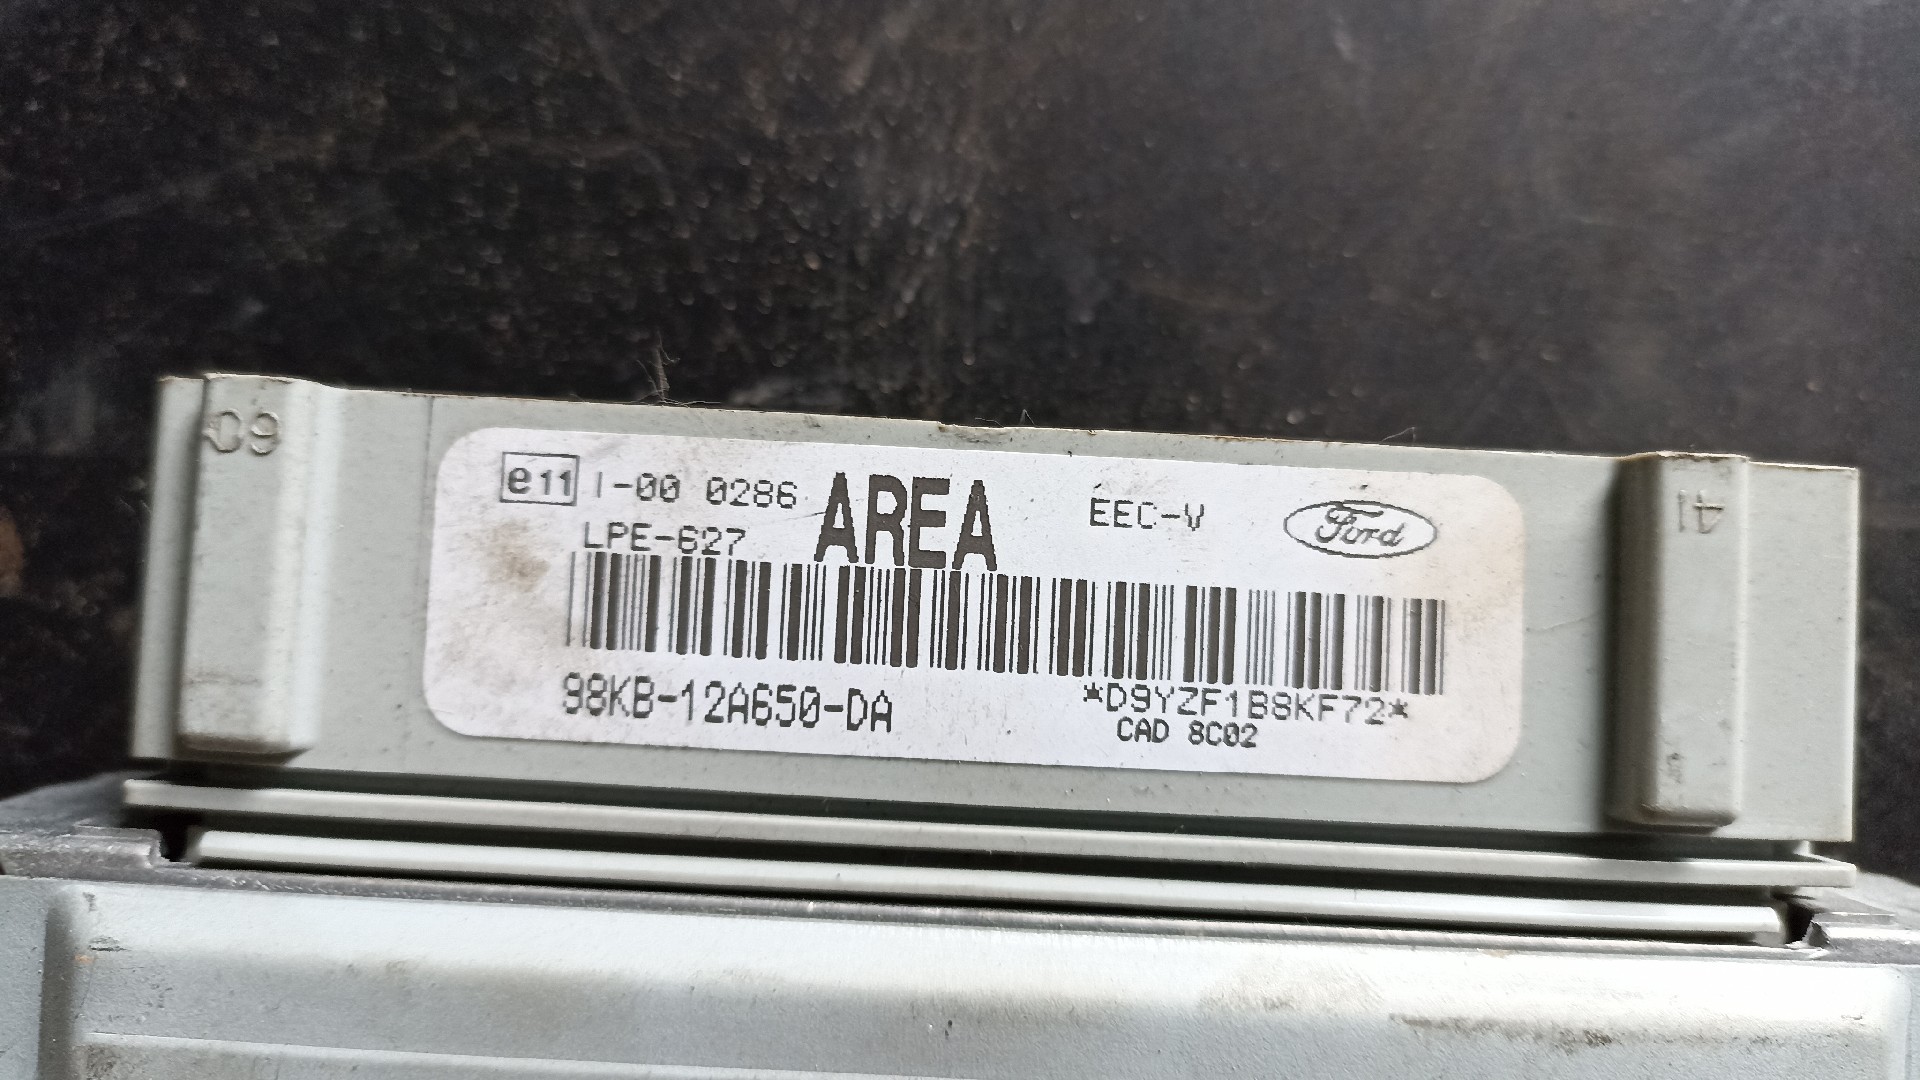 C9
e11 I-00 0286 AREA EEC-V Ford
LPE-627
98KB-12A650-DA *D9YZF1B8KF72*
CAD 8C02
41